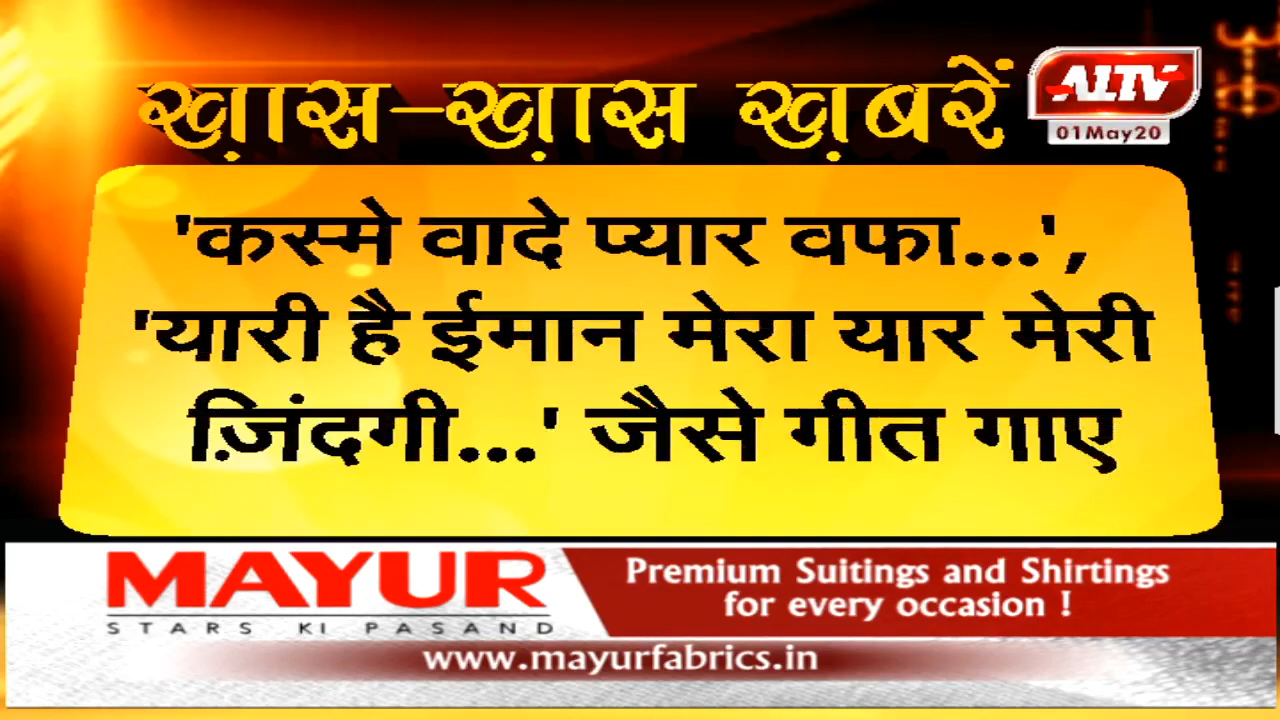 ख़ास-ख़ास ख़बरें
A1TV
01May20
'कस्मे वादे प्यार वफा...',
'यारी है ईमान मेरा यार मेरी
ज़िंदगी...' जैसे गीत गाए
MAYUR
STARS KI PASAND
Premium Suitings and Shirtings
for every occasion !
www.mayurfabrics.in